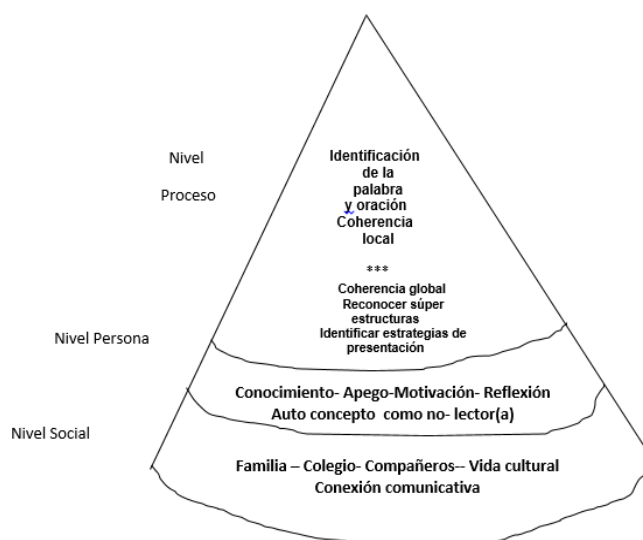 Nivel
Proceso
Identificación
de la
palabra
y oración
Coherencia
local
***
Coherencia global
Reconocer súper
estructuras
Identificar estrategias de
presentación
Nivel Persona
Conocimiento- Apego-Motivación- Reflexión
Auto concepto como no- lector(a)
Nivel Social
Familia – Colegio- Compañeros-- Vida cultural
Conexión comunicativa